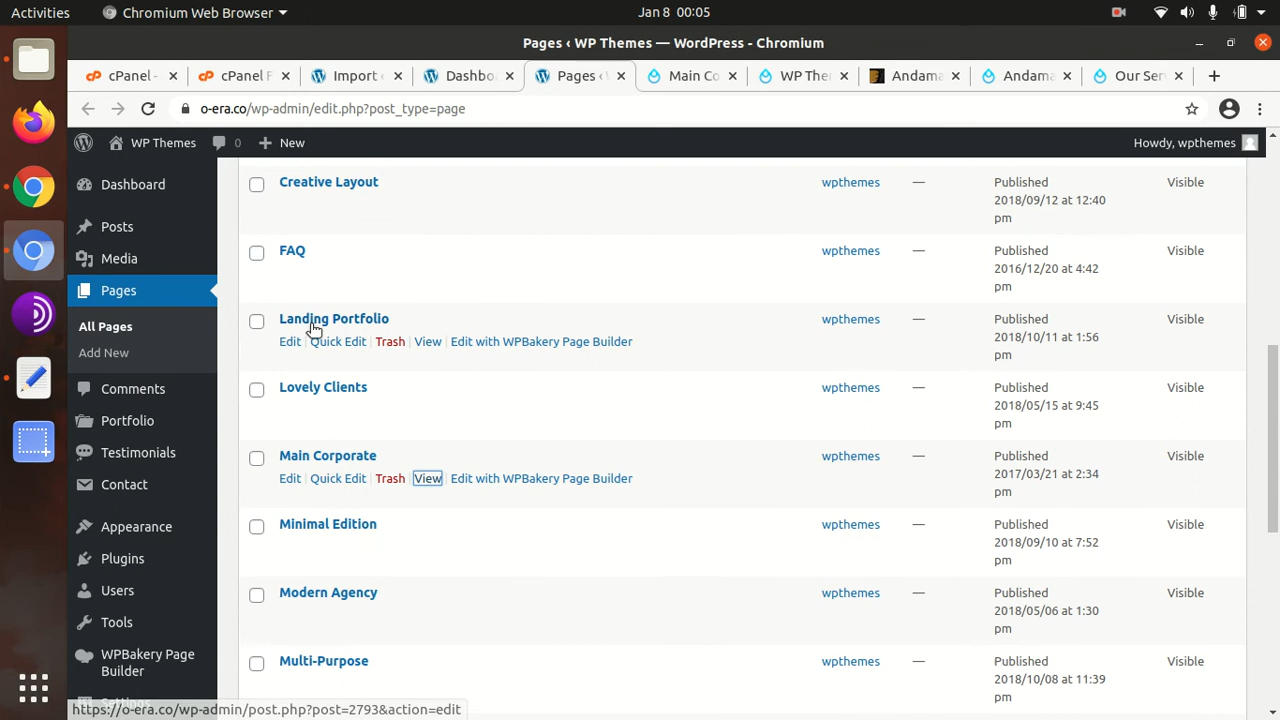 Activities
Chromium Web Browser
Jan 8 00:05
Pages ‹ WP Themes — WordPress - Chromium
cPanel -
cPanel F
Import ‹
Dashbo
Pages ‹ W
Main Co
WP The
Andama
Andama
Our Ser
o-era.co/wp-admin/edit.php?post_type=page
WP Themes
0
New
Howdy, wpthemes
Dashboard
Posts
Media
Pages
All Pages
Add New
Comments
Portfolio
Testimonials
Contact
Appearance
Plugins
Users
Tools
WPBakery Page
Builder
Settings
Creative Layout
wpthemes
—
Published
2018/09/12 at 12:40
pm
Visible
FAQ
wpthemes
—
Published
2016/12/20 at 4:42
pm
Visible
Landing Portfolio
Edit | Quick Edit | Trash | View | Edit with WPBakery Page Builder
wpthemes
—
Published
2018/10/11 at 1:56
pm
Visible
Lovely Clients
wpthemes
—
Published
2018/05/15 at 9:45
pm
Visible
Main Corporate
Edit | Quick Edit | Trash | View | Edit with WPBakery Page Builder
wpthemes
—
Published
2017/03/21 at 2:34
pm
Visible
Minimal Edition
wpthemes
—
Published
2018/09/10 at 7:52
pm
Visible
Modern Agency
wpthemes
—
Published
2018/05/06 at 1:30
pm
Visible
Multi-Purpose
wpthemes
—
Published
2018/10/08 at 11:39
pm
Visible
https://o-era.co/wp-admin/post.php?post=2793&action=edit